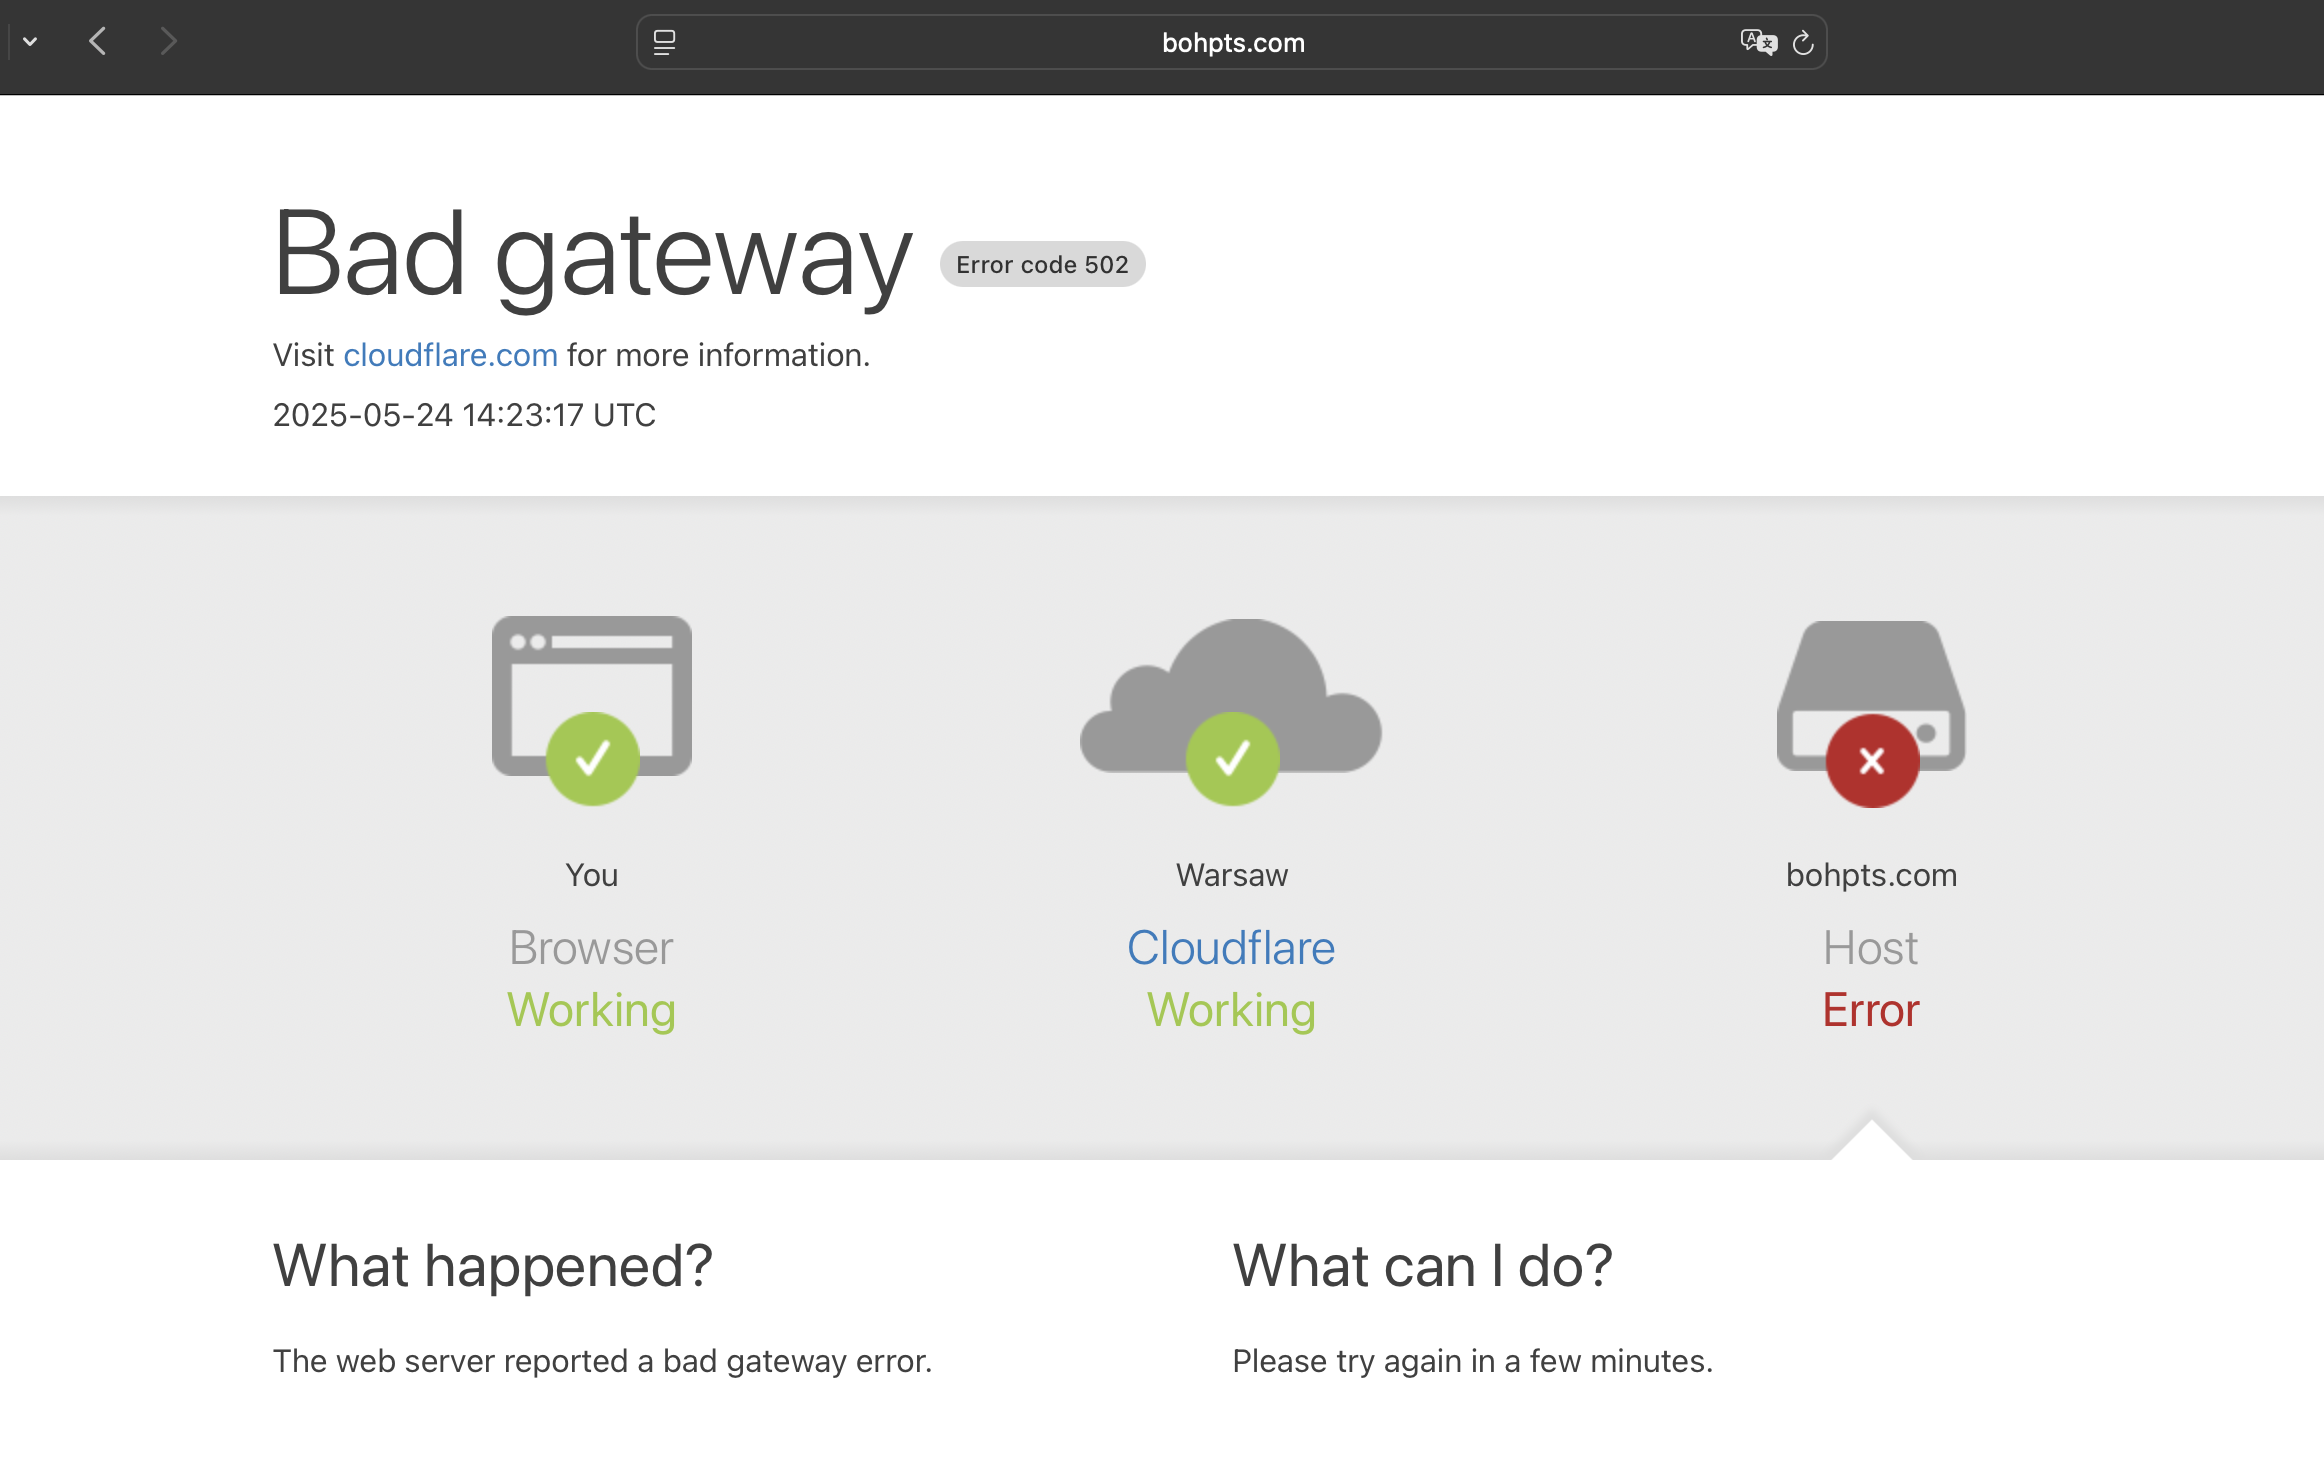 bohpts.com
Bad gateway Error code 502
Visit cloudflare.com for more information.
2025-05-24 14:23:17 UTC
You
Browser
Working
Warsaw
Cloudflare
Working
bohpts.com
Host
Error
What happened?
The web server reported a bad gateway error.
What can I do?
Please try again in a few minutes.